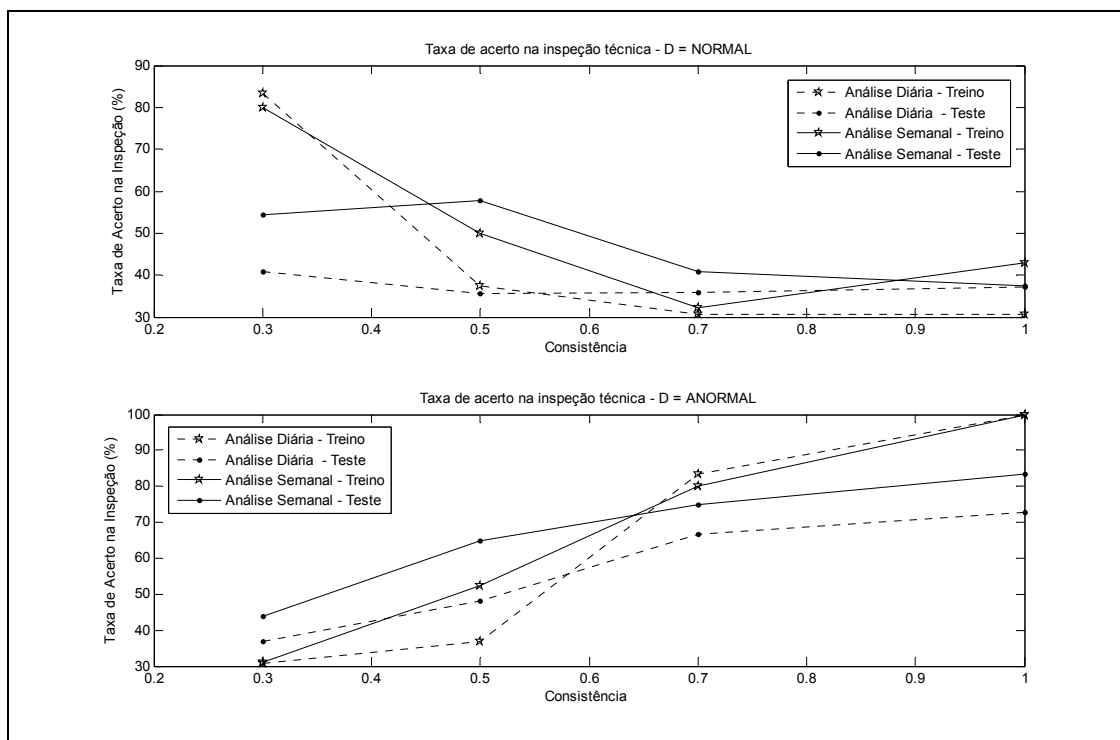 Taxa de acerto na inspeção técnica - D = NORMAL
Taxa de Acerto na Inspeção (%)
90
80
70
60
50
40
30
0.2
0.3
0.4
0.5
0.6
0.7
0.8
0.9
1
Consistência
Análise Diária - Treino
Análise Diária  - Teste
Análise Semanal - Treino
Análise Semanal - Teste
Taxa de acerto na inspeção técnica - D = ANORMAL
Taxa de Acerto na Inspeção (%)
100
90
80
70
60
50
40
30
0.2
0.3
0.4
0.5
0.6
0.7
0.8
0.9
1
Consistência
Análise Diária - Treino
Análise Diária  - Teste
Análise Semanal - Treino
Análise Semanal - Teste